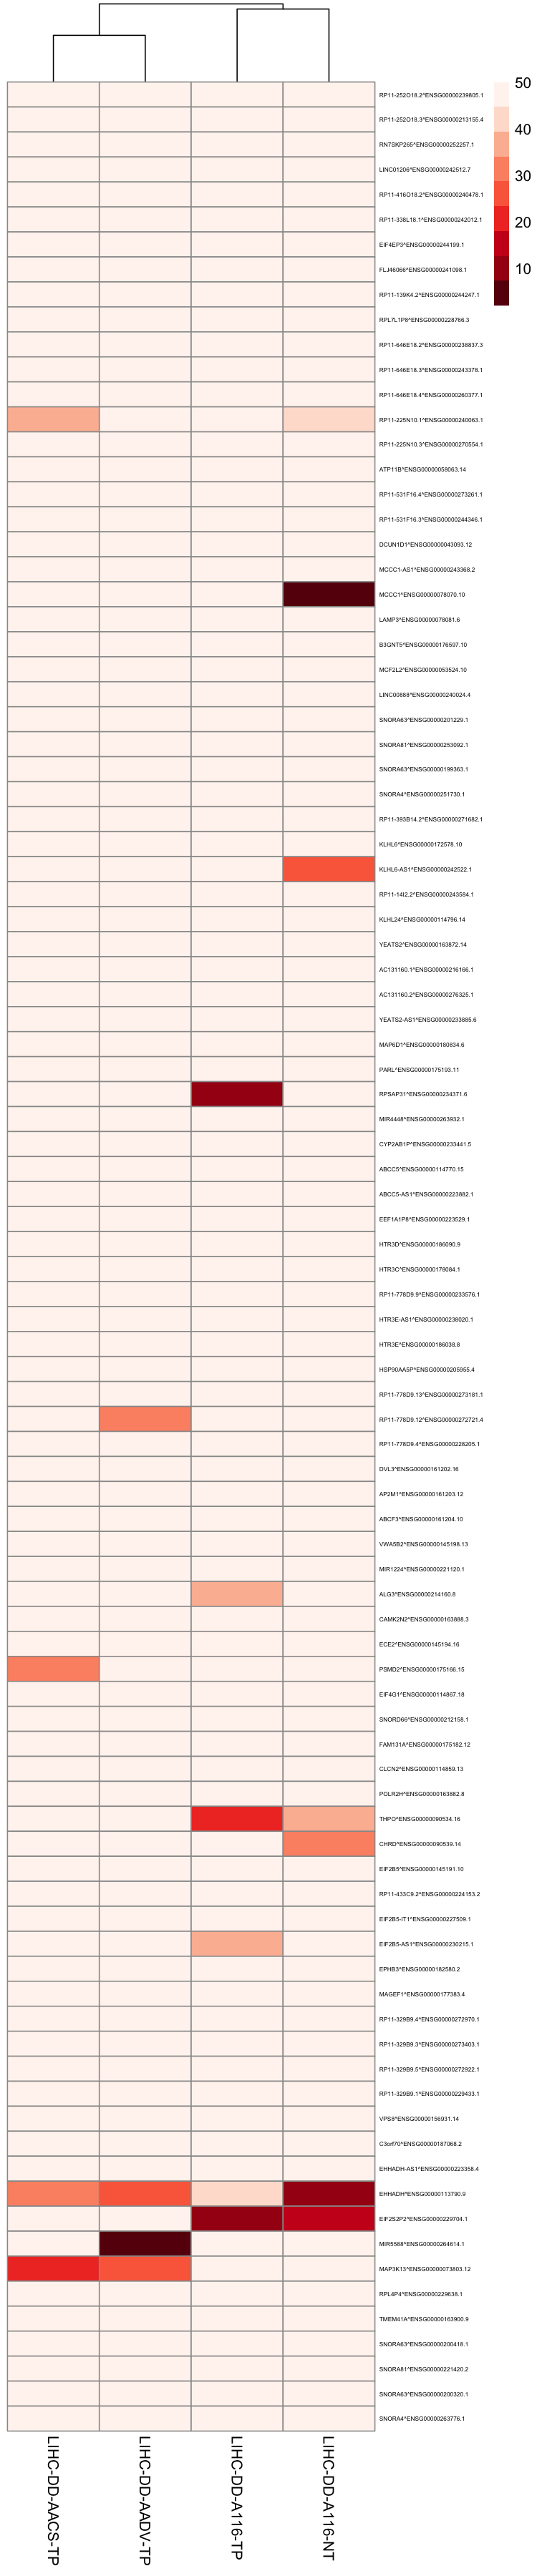 50
40
30
20
10
RP11-252O18.2^ENSG00000239805.1
RP11-252O18.3^ENSG00000213155.4
RN7SKP265^ENSG00000252257.1
LINC01206^ENSG00000242512.7
RP11-416O18.2^ENSG00000240478.1
RP11-338L18.1^ENSG00000242012.1
EIF4EP3^ENSG00000244199.1
FLJ46066^ENSG00000241098.1
RP11-139K4.2^ENSG00000244247.1
RPL7L1P8^ENSG00000228766.3
RP11-646E18.2^ENSG00000238837.3
RP11-646E18.3^ENSG00000243378.1
RP11-646E18.4^ENSG00000260377.1
RP11-225N10.1^ENSG00000240063.1
RP11-225N10.3^ENSG00000270554.1
ATP11B^ENSG00000058063.14
RP11-531F16.4^ENSG00000273261.1
RP11-531F16.3^ENSG00000244346.1
DCUN1D1^ENSG00000043093.12
MCCC1-AS1^ENSG00000243368.2
MCCC1^ENSG00000078070.10
LAMP3^ENSG00000078081.6
B3GNT5^ENSG00000176597.10
MCF2L2^ENSG00000053524.10
LINC00888^ENSG00000240024.4
SNORA63^ENSG00000201229.1
SNORA81^ENSG00000253092.1
SNORA63^ENSG00000199363.1
SNORA4^ENSG00000251730.1
RP11-393B14.2^ENSG00000271682.1
KLHL6^ENSG00000172578.10
KLHL6-AS1^ENSG00000242522.1
RP11-14I2.2^ENSG00000243584.1
KLHL24^ENSG00000114796.14
YEATS2^ENSG00000163872.14
AC131160.1^ENSG00000216166.1
AC131160.2^ENSG00000276325.1
YEATS2-AS1^ENSG00000233885.6
MAP6D1^ENSG00000180834.6
PARL^ENSG00000175193.11
RPSAP31^ENSG00000234371.6
MIR4448^ENSG00000263932.1
CYP2AB1P^ENSG00000233441.5
ABCC5^ENSG00000114770.15
ABCC5-AS1^ENSG00000223882.1
EEF1A1P8^ENSG00000223529.1
HTR3D^ENSG00000186090.9
HTR3C^ENSG00000178084.1
RP11-778D9.9^ENSG00000233576.1
HTR3E-AS1^ENSG00000238020.1
HTR3E^ENSG00000186038.8
HSP90AA5P^ENSG00000205955.4
RP11-778D9.13^ENSG00000273181.1
RP11-778D9.12^ENSG00000272721.4
RP11-778D9.4^ENSG00000228205.1
DVL3^ENSG00000161202.16
AP2M1^ENSG00000161203.12
ABCF3^ENSG00000161204.10
VWA5B2^ENSG00000145198.13
MIR1224^ENSG00000221120.1
ALG3^ENSG00000214160.8
CAMK2N2^ENSG00000163888.3
ECE2^ENSG00000145194.16
PSMD2^ENSG00000175166.15
EIF4G1^ENSG00000114867.18
SNORD66^ENSG00000212158.1
FAM131A^ENSG00000175182.12
CLCN2^ENSG00000114859.13
POLR2H^ENSG00000163882.8
THPO^ENSG00000090534.16
CHRD^ENSG00000090539.14
EIF2B5^ENSG00000145191.10
RP11-433C9.2^ENSG00000224153.2
EIF2B5-IT1^ENSG00000227509.1
EIF2B5-AS1^ENSG00000230215.1
EPHB3^ENSG00000182580.2
MAGEF1^ENSG00000177383.4
RP11-329B9.4^ENSG00000272970.1
RP11-329B9.3^ENSG00000273403.1
RP11-329B9.5^ENSG00000272922.1
RP11-329B9.1^ENSG00000229433.1
VPS8^ENSG00000156931.14
C3orf70^ENSG00000187068.2
EHHADH-AS1^ENSG00000223358.4
EHHADH^ENSG00000113790.9
EIF2S2P2^ENSG00000229704.1
MIR5588^ENSG00000264614.1
MAP3K13^ENSG00000073803.12
RPL4P4^ENSG00000229638.1
TMEM41A^ENSG00000163900.9
SNORA63^ENSG00000200418.1
SNORA81^ENSG00000221420.2
SNORA63^ENSG00000200320.1
SNORA4^ENSG00000263776.1
LIHC-DD-AACS-TP
LIHC-DD-AADV-TP
LIHC-DD-A116-TP
LIHC-DD-A116-NT